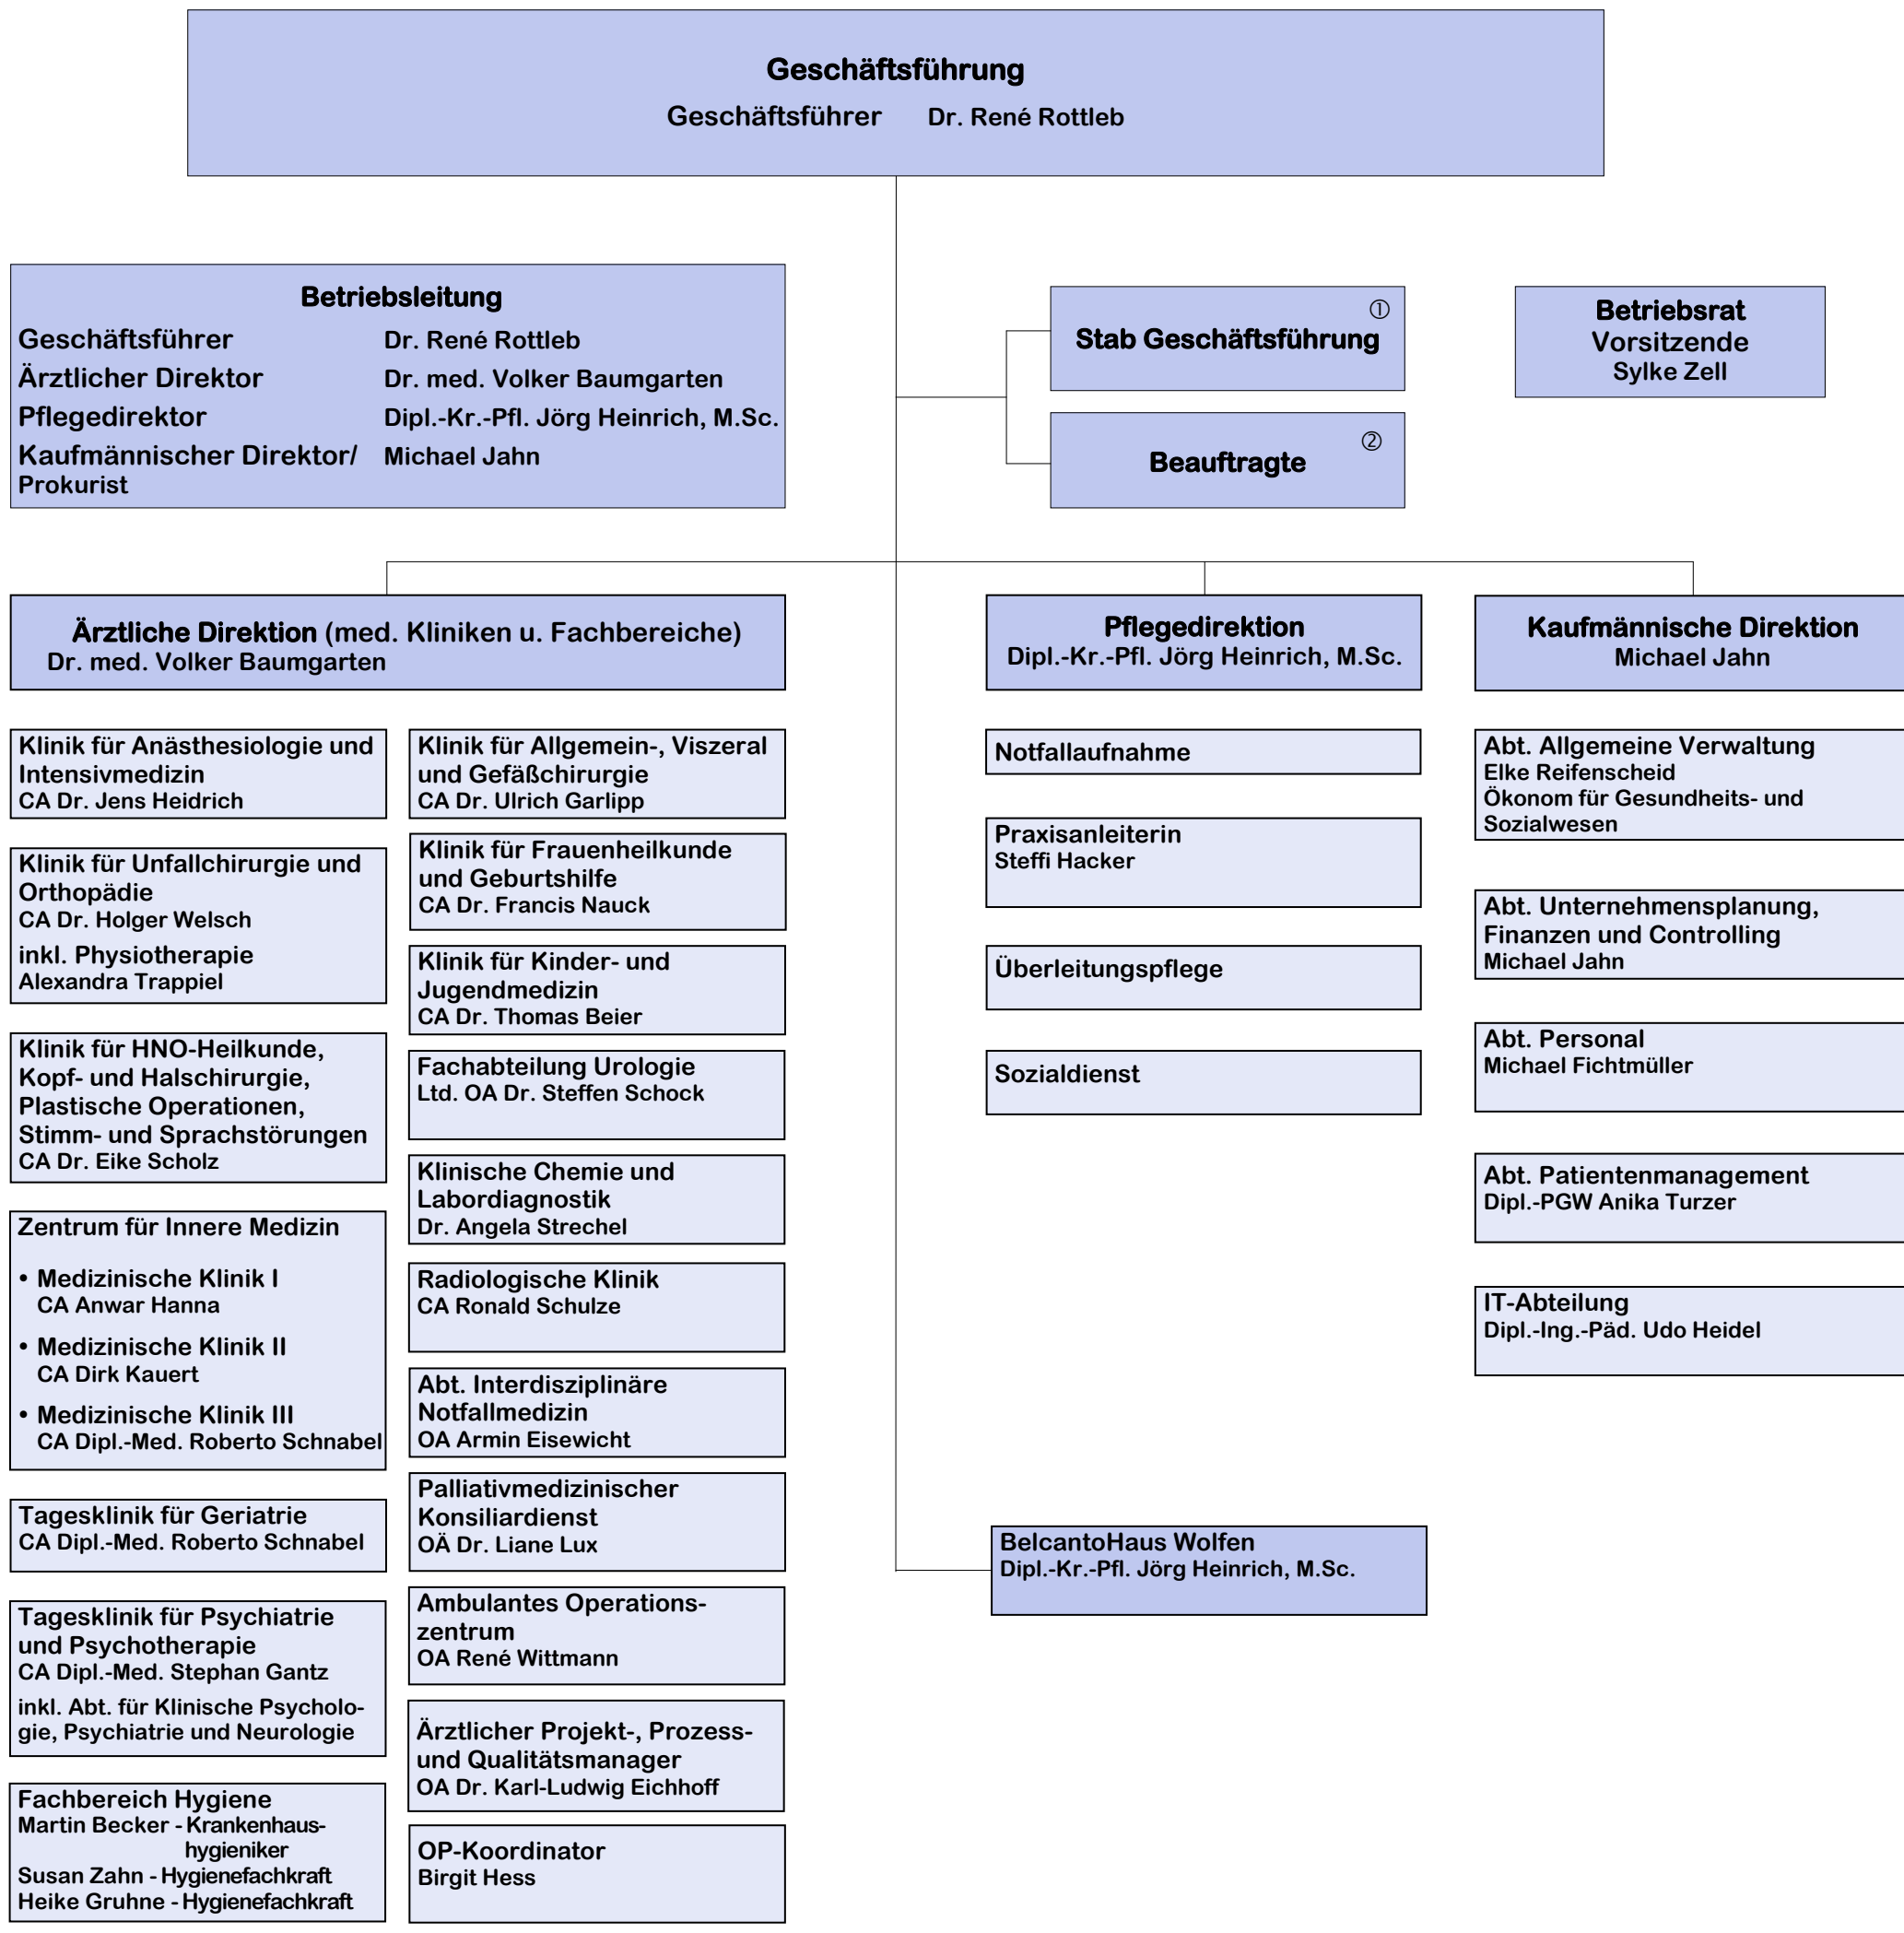 Geschäftsführung
Geschäftsführer Dr. René Rottleb
Betriebsleitung
Geschäftsführer Dr. René Rottleb
Ärztlicher Direktor Dr. med. Volker Baumgarten
Pflegedirektor Dipl.-Kr.-Pfl. Jörg Heinrich, M.Sc.
Kaufmännischer Direktor/ Michael Jahn
Prokurist
①
Stab Geschäftsführung
②
Beauftragte
Betriebsrat
Vorsitzende
Sylke Zell
Ärztliche Direktion (med. Kliniken u. Fachbereiche)
Dr. med. Volker Baumgarten
Klinik für Anästhesiologie und
Intensivmedizin
CA Dr. Jens Heidrich
Klinik für Unfallchirurgie und
Orthopädie
CA Dr. Holger Welsch
inkl. Physiotherapie
Alexandra Trappiel
Klinik für HNO-Heilkunde,
Kopf- und Halschirurgie,
Plastische Operationen,
Stimm- und Sprachstörungen
CA Dr. Eike Scholz
Zentrum für Innere Medizin
• Medizinische Klinik I
CA Anwar Hanna
• Medizinische Klinik II
CA Dirk Kauert
• Medizinische Klinik III
CA Dipl.-Med. Roberto Schnabel
Tagesklinik für Geriatrie
CA Dipl.-Med. Roberto Schnabel
Tagesklinik für Psychiatrie
und Psychotherapie
CA Dipl.-Med. Stephan Gantz
inkl. Abt. für Klinische Psycholo-
gie, Psychiatrie und Neurologie
Fachbereich Hygiene
Martin Becker - Krankenhaus-
hygieniker
Susan Zahn - Hygienefachkraft
Heike Gruhne - Hygienefachkraft
Klinik für Allgemein-, Viszeral
und Gefäßchirurgie
CA Dr. Ulrich Garlipp
Klinik für Frauenheilkunde
und Geburtshilfe
CA Dr. Francis Nauck
Klinik für Kinder- und
Jugendmedizin
CA Dr. Thomas Beier
Fachabteilung Urologie
Ltd. OA Dr. Steffen Schock
Klinische Chemie und
Labordiagnostik
Dr. Angela Strechel
Radiologische Klinik
CA Ronald Schulze
Abt. Interdisziplinäre
Notfallmedizin
OA Armin Eisewicht
Palliativmedizinischer
Konsiliardienst
OÄ Dr. Liane Lux
Ambulantes Operations-
zentrum
OA René Wittmann
Ärztlicher Projekt-, Prozess-
und Qualitätsmanager
OA Dr. Karl-Ludwig Eichhoff
OP-Koordinator
Birgit Hess
Pflegedirektion
Dipl.-Kr.-Pfl. Jörg Heinrich, M.Sc.
Notfallaufnahme
Praxisanleiterin
Steffi Hacker
Überleitungspflege
Sozialdienst
BelcantoHaus Wolfen
Dipl.-Kr.-Pfl. Jörg Heinrich, M.Sc.
Kaufmännische Direktion
Michael Jahn
Abt. Allgemeine Verwaltung
Elke Reifenscheid
Ökonom für Gesundheits- und
Sozialwesen
Abt. Unternehmensplanung,
Finanzen und Controlling
Michael Jahn
Abt. Personal
Michael Fichtmüller
Abt. Patientenmanagement
Dipl.-PGW Anika Turzer
IT-Abteilung
Dipl.-Ing.-Päd. Udo Heidel